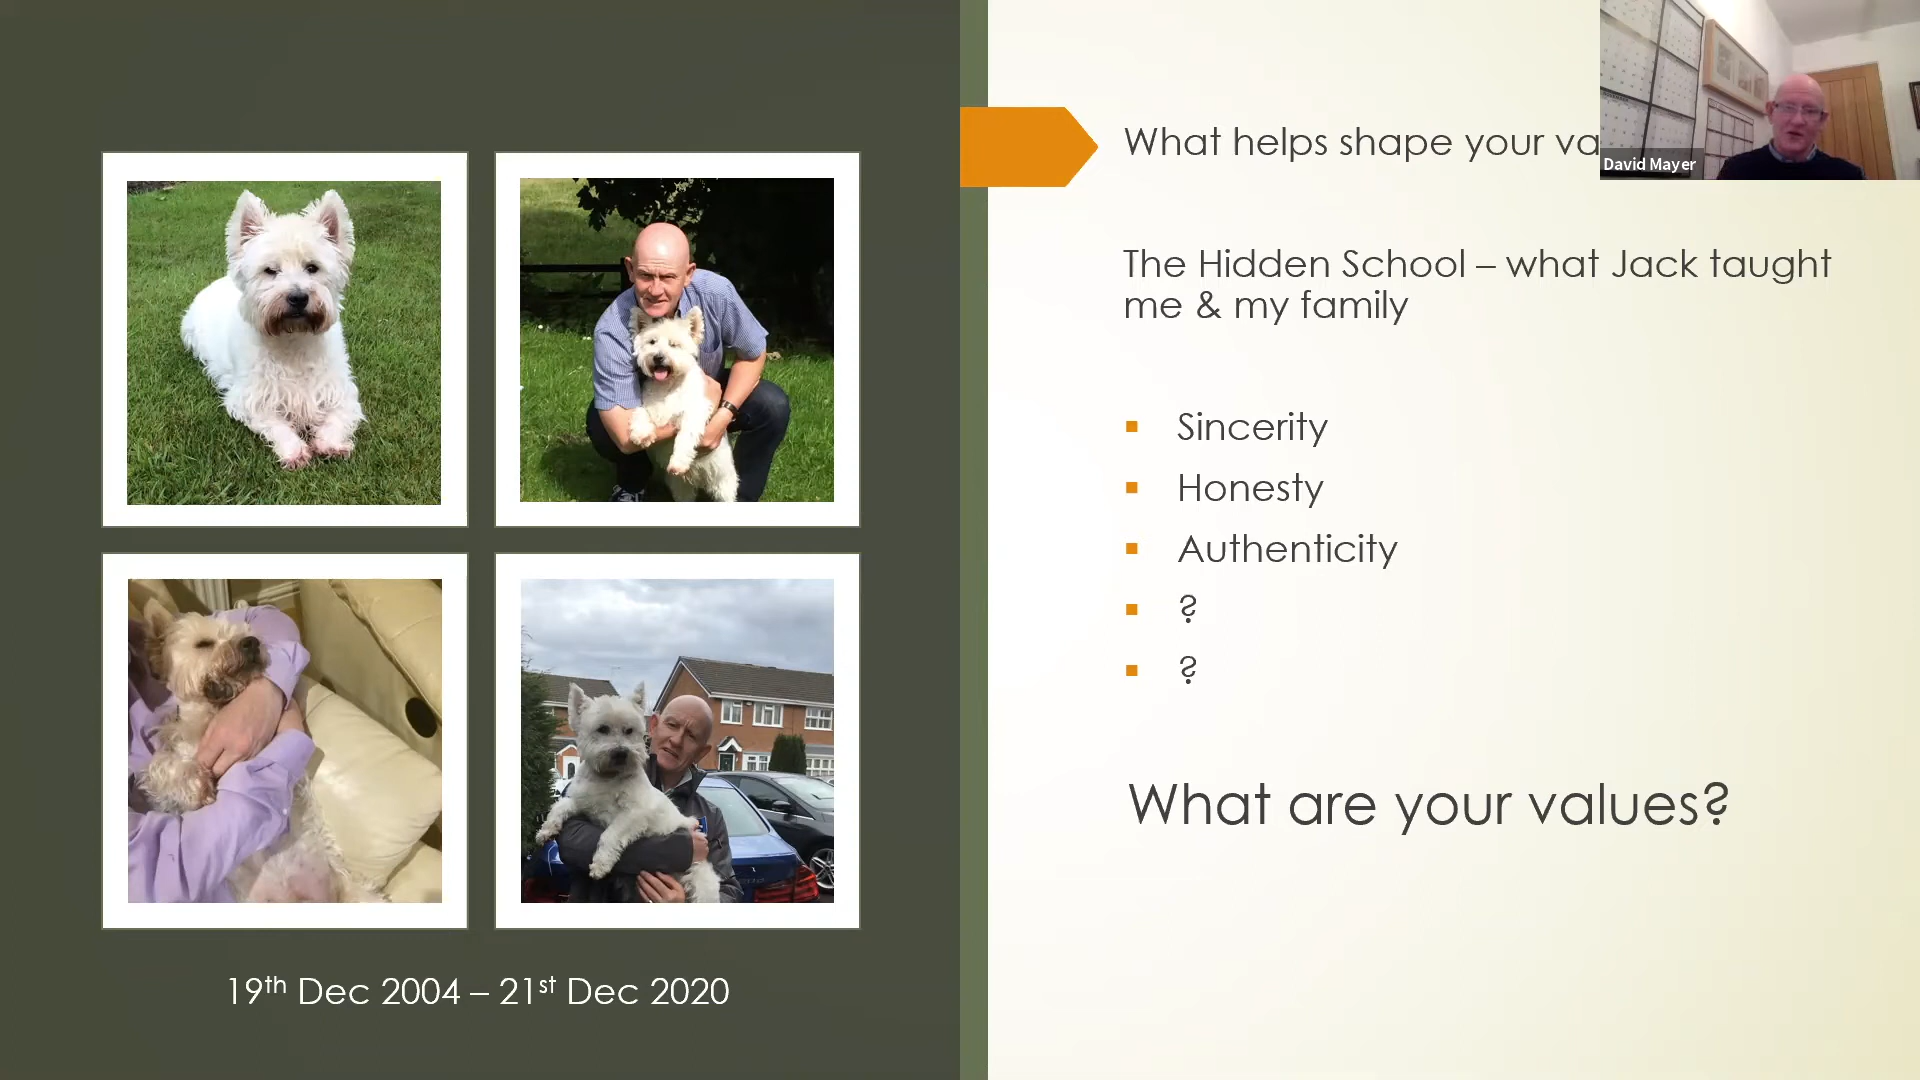 What helps shape your
David Mayer
The Hidden School – what Jack taught
me & my family
Sincerity
Honesty
Authenticity
?
?
What are your values?
19th Dec 2004 – 21st Dec 2020